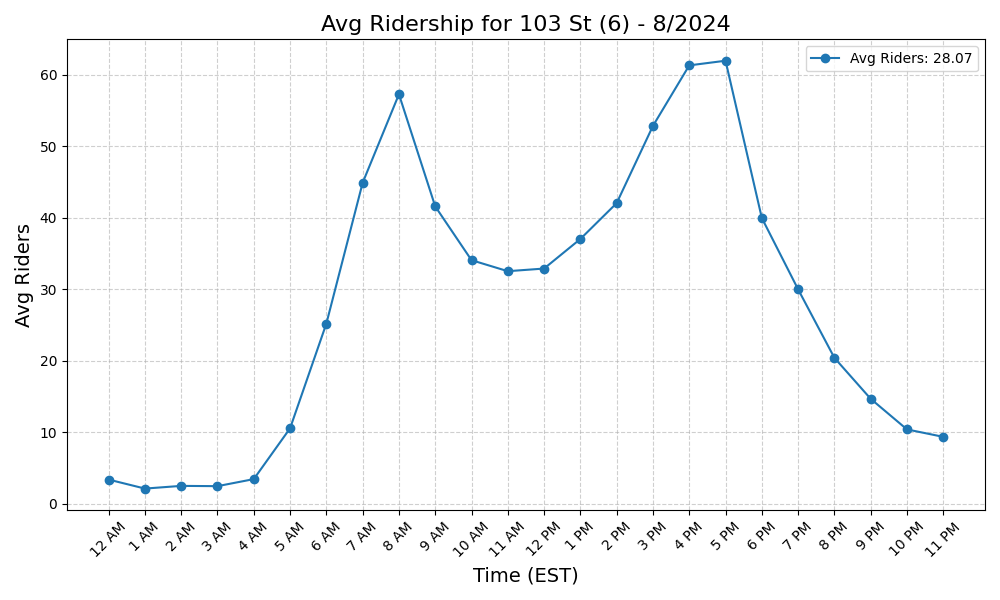 Avg Ridership for 103 St (6) - 8/2024
Avg Riders: 28.07
Avg Riders
60
50
40
30
20
10
0
12 AM
1 AM
2 AM
3 AM
4 AM
5 AM
6 AM
7 AM
8 AM
9 AM
10 AM
11 AM
12 PM
1 PM
2 PM
3 PM
4 PM
5 PM
6 PM
7 PM
8 PM
9 PM
10 PM
11 PM
Time (EST)